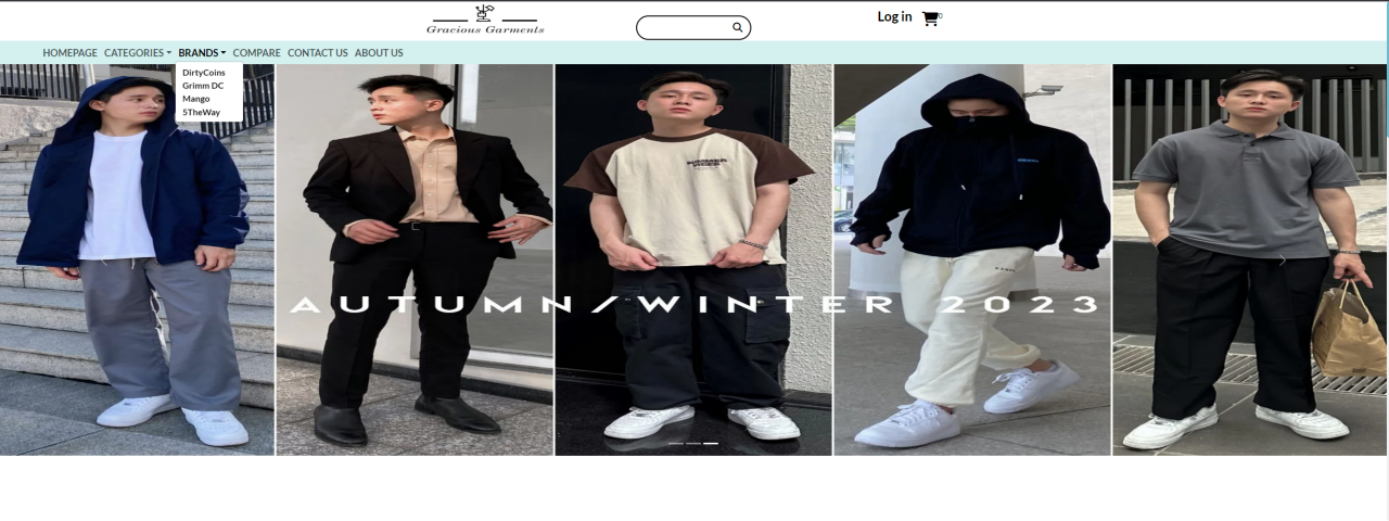 Gracious Garments
Log in
0
HOMEPAGE CATEGORIES BRANDS COMPARE CONTACT US ABOUT US
DirtyCoins
Grimm DC
Mango
5TheWay
AUTUMN/WINTER 2023